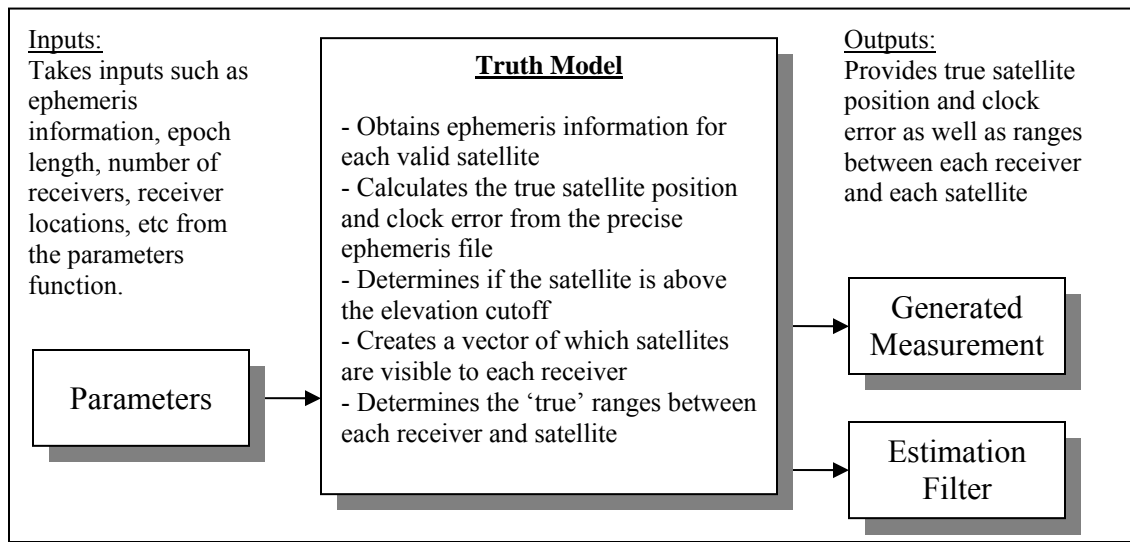 Inputs:
Takes inputs such as
ephemeris
information, epoch
length, number of
receivers, receiver
locations, etc from
the parameters
function.
Parameters
Truth Model
- Obtains ephemeris information for
each valid satellite
- Calculates the true satellite position
and clock error from the precise
ephemeris file
- Determines if the satellite is above
the elevation cutoff
- Creates a vector of which satellites
are visible to each receiver
- Determines the ‘true’ ranges between
each receiver and satellite
Outputs:
Provides true satellite
position and clock
error as well as ranges
between each receiver
and each satellite
Generated
Measurement
Estimation
Filter